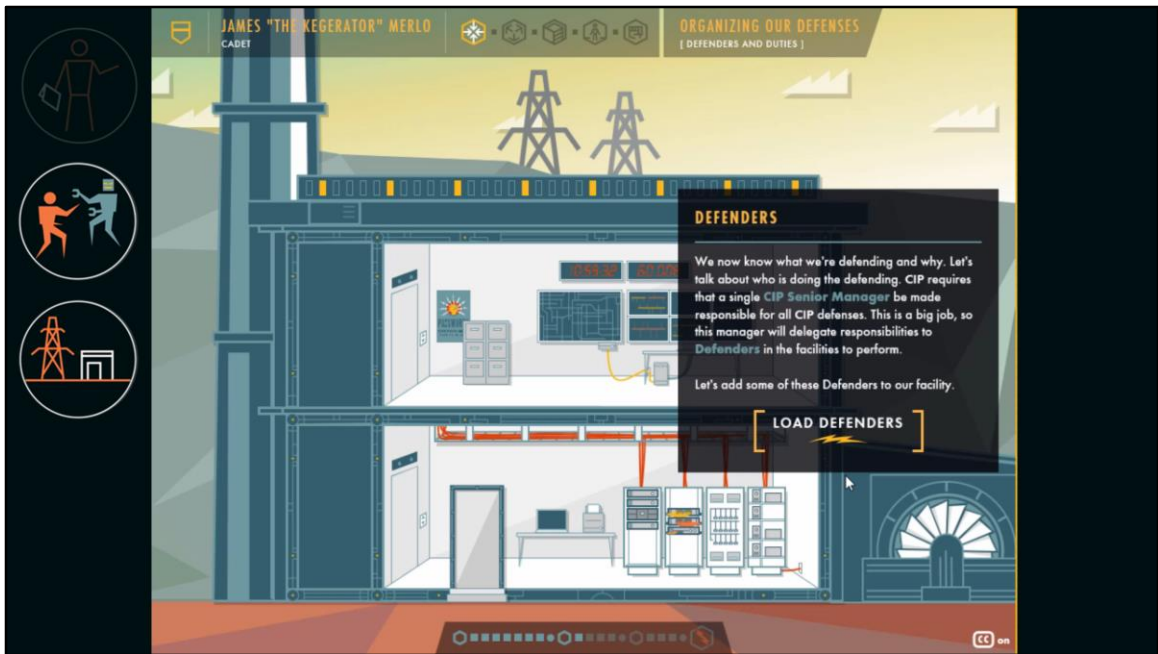 JAMES "THE KEGERATOR" MERLO
CADET
ORGANIZING OUR DEFENSES
[ DEFENDERS AND DUTIES ]
DEFENDERS
We now know what we're defending and why. Let's
talk about who is doing the defending. CIP requires
that a single CIP Senior Manager be made
responsible for all CIP defenses. This is a big job, so
this manager will delegate responsibilities to
Defenders in the facilities to perform.
Let's add some of these Defenders to our facility.
LOAD DEFENDERS
CC on